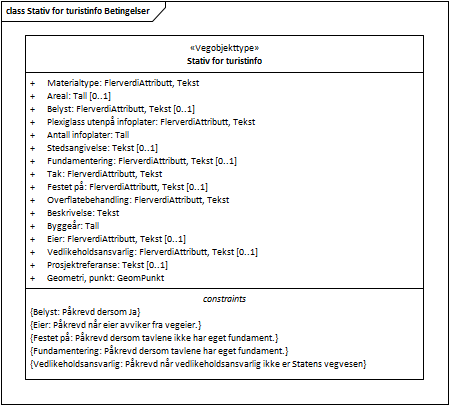 class Stativ for turistinfo Betingelser
«Vegobjekttype»
Stativ for turistinfo
+ Materialtype: FlerverdiAttributt, Tekst
+ Areal: Tall [0..1]
+ Belyst: FlerverdiAttributt, Tekst [0..1]
+ Plexiglass utenpå infoplater: FlerverdiAttributt, Tekst
+ Antall infoplater: Tall
+ Stedsangivelse: Tekst [0..1]
+ Fundamentering: FlerverdiAttributt, Tekst [0..1]
+ Tak: FlerverdiAttributt, Tekst
+ Festet på: FlerverdiAttributt, Tekst [0..1]
+ Overflatebehandling: FlerverdiAttributt, Tekst
+ Beskrivelse: Tekst
+ Byggeår: Tall
+ Eier: FlerverdiAttributt, Tekst [0..1]
+ Vedlikeholdsansvarlig: FlerverdiAttributt, Tekst [0..1]
+ Prosjektreferanse: Tekst [0..1]
+ Geometri, punkt: GeomPunkt
constraints
{Belyst: Påkrevd dersom Ja}
{Eier: Påkrevd når eier avviker fra vegeier.}
{Festet på: Påkrevd dersom tavlene ikke har eget fundament.}
{Fundamentering: Påkrevd dersom tavlene har eget fundament.}
{Vedlikeholdsansvarlig: Påkrevd når vedlikeholdsansvarlig ikke er Statens vegvesen}